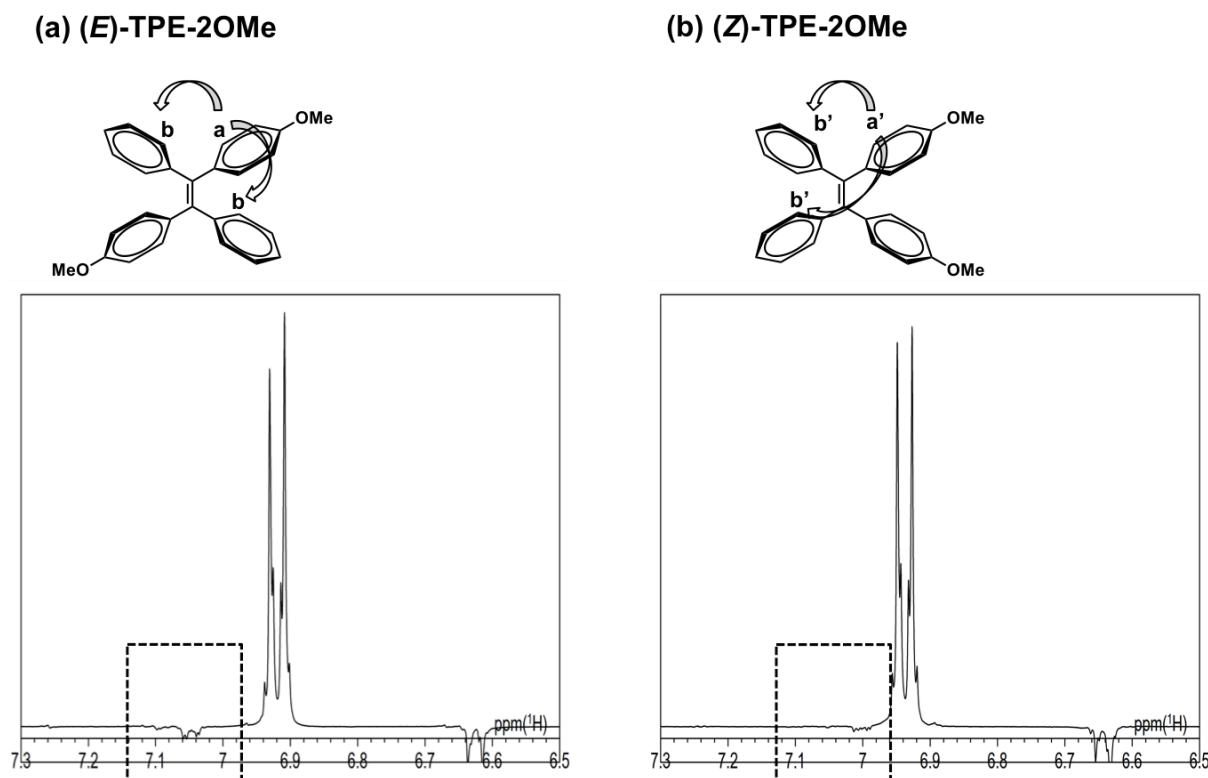 (a) (E)-TPE-2OMe
b a OMe
b
MeO
7.3 7.2 7.1 7 6.9 6.8 6.7 6.6 6.5
ppm(¹H)
(b) (Z)-TPE-2OMe
b' a' OMe
b'
OMe
7.3 7.2 7.1 7 6.9 6.8 6.7 6.6 6.5
ppm(¹H)